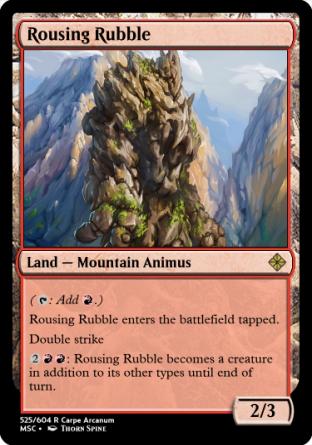 Rousing Rubble
Land — Mountain Animus
(T: Add R.)
Rousing Rubble enters the battlefield tapped.
Double strike
2RR: Rousing Rubble becomes a creature
in addition to its other types until end of
turn.
525/604 R Carpe Arcanum
MSC • Thorn Spine
2/3